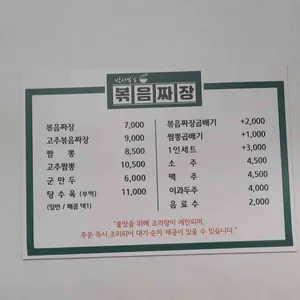 볶음짜장
볶음짜장 7,000
고추볶음짜장 9,000
짬 뽕 8,500
고추짬뽕 10,500
군 만 두 6,000
탕 수 육 (부먹) 11,000
(일반 / 매콤 택1)
볶음짜장곱배기 +2,000
짬뽕곱배기 +1,000
1인세트 +3,000
소 주 4,500
맥 주 4,500
이과두주 4,000
음 료 수 2,000
"불맛을 위해 조리량이 제한되며,
주문 즉시 조리되어 대기·순차 제공이 있을 수 있습니다."